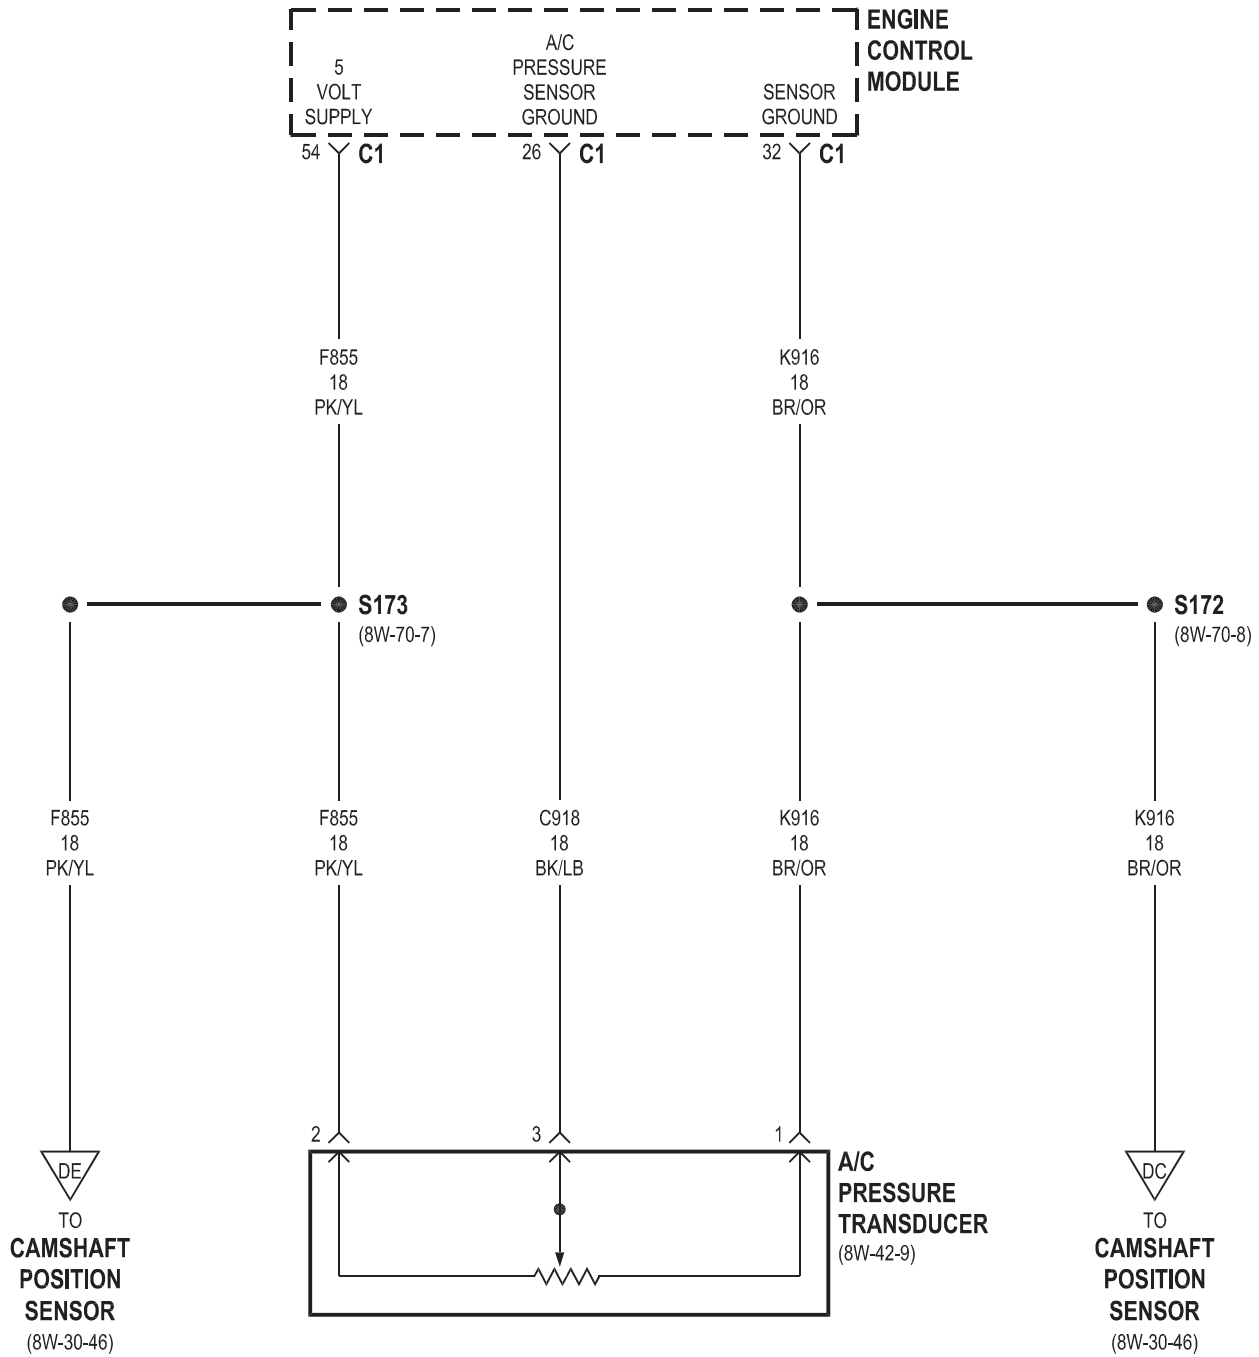 ENGINE
CONTROL
MODULE
5
VOLT
SUPPLY
A/C
PRESSURE
SENSOR
GROUND
SENSOR
GROUND
54 C1
26 C1
32 C1
F855
18
PK/YL
K916
18
BR/OR
S173
(8W-70-7)
S172
(8W-70-8)
F855
18
PK/YL
F855
18
PK/YL
C918
18
BK/LB
K916
18
BR/OR
K916
18
BR/OR
2
3
1
DE
TO
CAMSHAFT
POSITION
SENSOR
(8W-30-46)
A/C
PRESSURE
TRANSDUCER
(8W-42-9)
DC
TO
CAMSHAFT
POSITION
SENSOR
(8W-30-46)